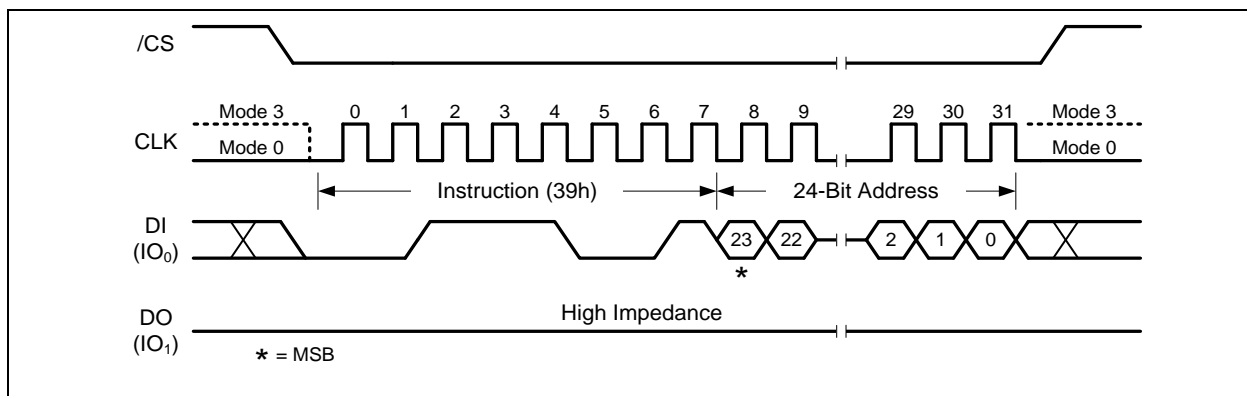 /CS
0 1 2 3 4 5 6 7 8 9 29 30 31
Mode 3 Mode 3
CLK
Mode 0 Mode 0
Instruction (39h) 24-Bit Address
DI
(IO₀)
23 22 2 1 0
*
High Impedance
DO
(IO₁)
* = MSB